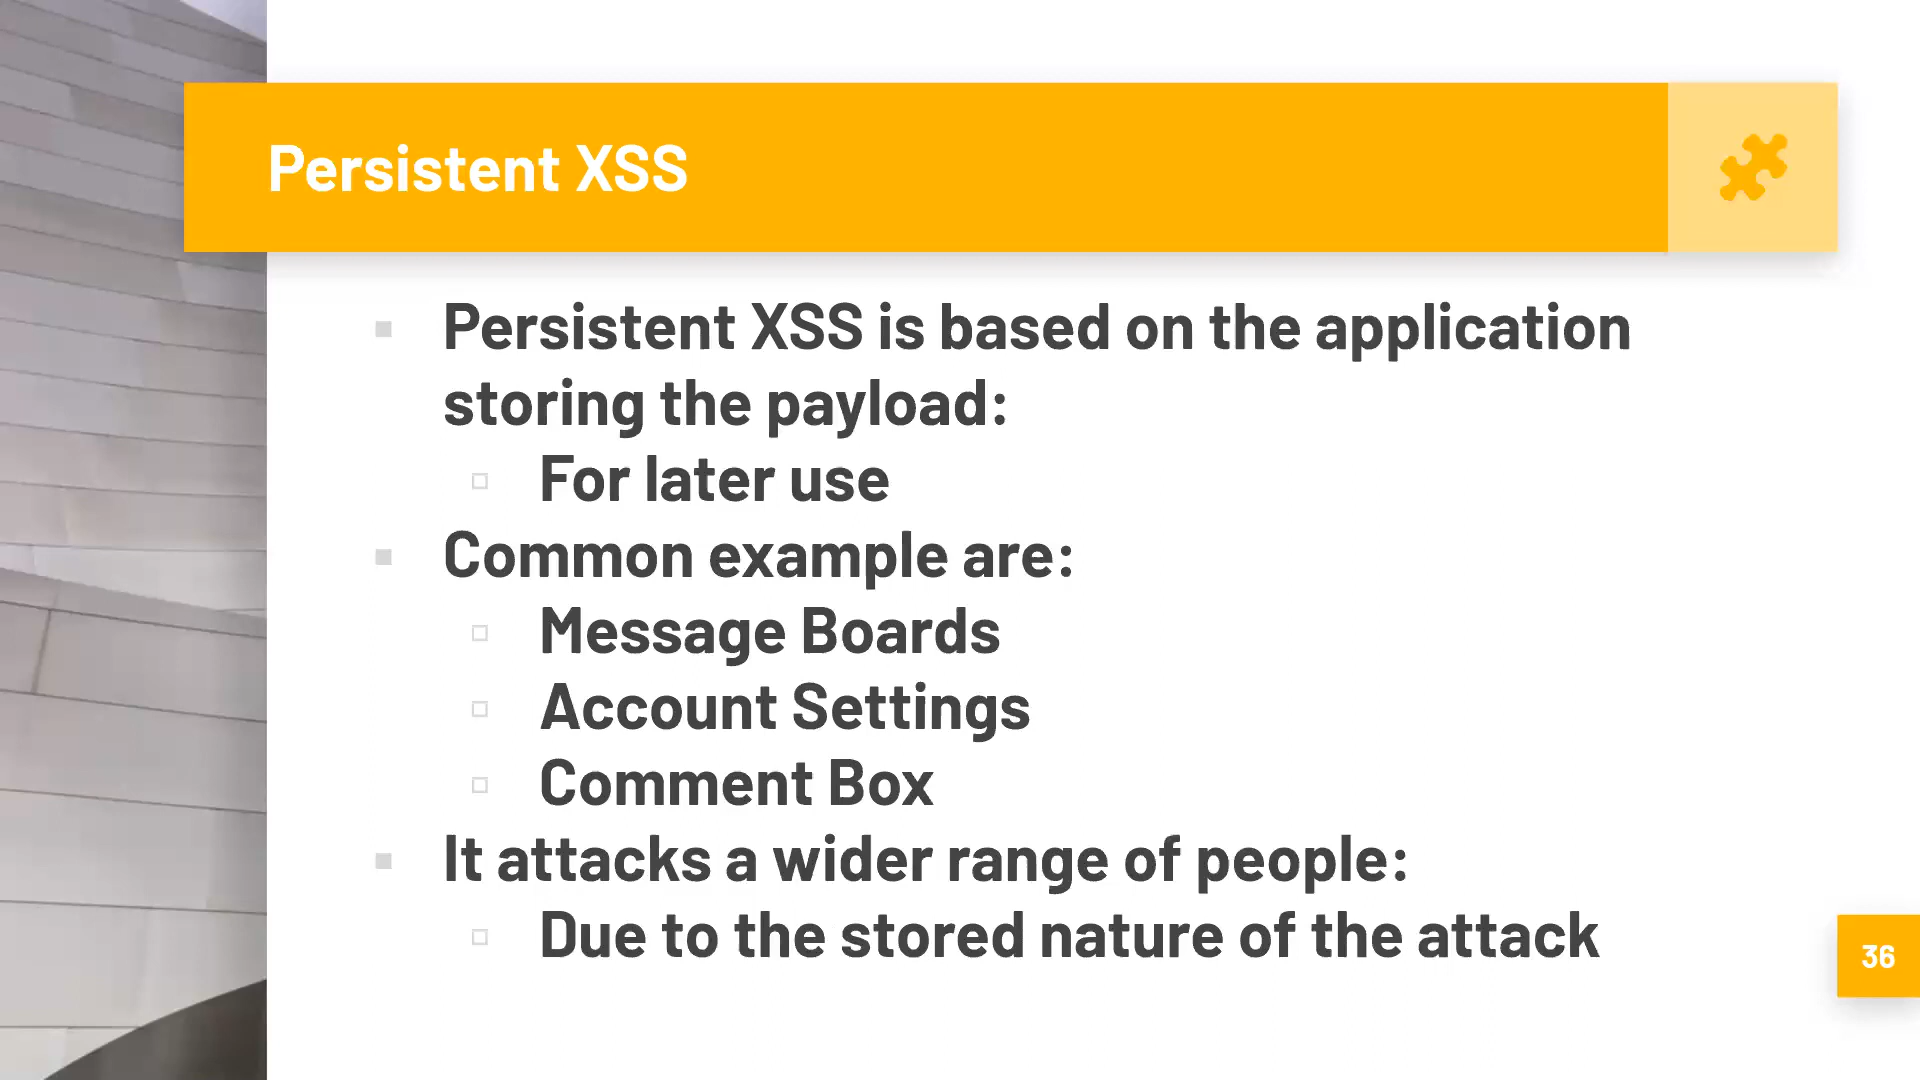 Persistent XSS
Persistent XSS is based on the application
storing the payload:
For later use
Common example are:
Message Boards
Account Settings
Comment Box
It attacks a wider range of people:
Due to the stored nature of the attack
36